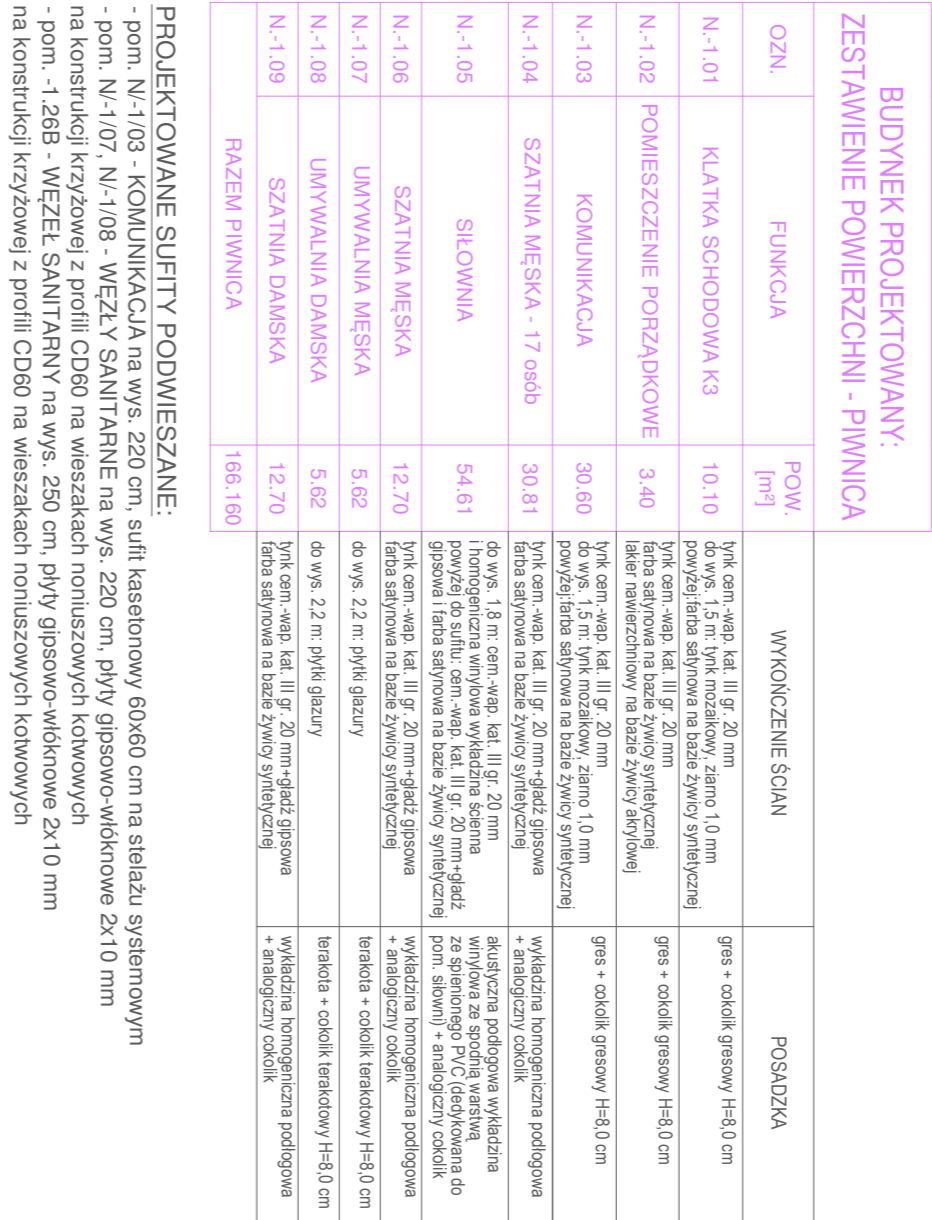 BUDYNEK PROJEKTOWANY:
ZESTAWIENIE POWIERZCHNI - PIWNICA
OZN. FUNKCJA POW. [m²] WYKOŃCZENIE ŚCIAN POSADZKA
N.-1.01 KLATKA SCHODOWA K3 10.10
tynk cem.-wap. kat. III gr. 20 mm
do wys. 1,5 m: tynk mozaikowy, ziarno 1,0 mm
powyżej:farba satynowa na bazie żywicy syntetycznej
gres + cokolik gresowy H=8,0 cm
N.-1.02 POMIESZCZENIE PORZĄDKOWE 3.40
tynk cem.-wap. kat. III gr. 20 mm
farba satynowa na bazie żywicy syntetycznej
lakier nawierzchniowy na bazie żywicy akrylowej
gres + cokolik gresowy H=8,0 cm
N.-1.03 KOMUNIKACJA 30.60
tynk cem.-wap. kat. III gr. 20 mm
do wys. 1,5 m: tynk mozaikowy, ziarno 1,0 mm
powyżej:farba satynowa na bazie żywicy syntetycznej
gres + cokolik gresowy H=8,0 cm
N.-1.04 SZATNIA MĘSKA - 17 osób 30.81
tynk cem.-wap. kat. III gr. 20 mm+gładź gipsowa
farba satynowa na bazie żywicy syntetycznej
wykładzina homogeniczna podłogowa
+ analogiczny cokolik
N.-1.05 SIŁOWNIA 54.61
do wys. 1,8 m: cem.-wap. kat. III gr. 20 mm
i homogeniczna winylowa wykładzina ścienna
powyżej do sufitu: cem.-wap. kat. III gr. 20 mm+gładź
gipsowa i farba satynowa na bazie żywicy syntetycznej
akustyczna podłogowa wykładzina
winylowa ze spodnią warstwą
ze spienionego PVC (dedykowana do
pom. siłowni) + analogiczny cokolik
N.-1.06 SZATNIA MĘSKA 12.70
tynk cem.-wap. kat. III gr. 20 mm+gładź gipsowa
farba satynowa na bazie żywicy syntetycznej
wykładzina homogeniczna podłogowa
+ analogiczny cokolik
N.-1.07 UMYWALNIA MĘSKA 5.62 do wys. 2,2 m: płytki glazury terakota + cokolik terakotowy H=8,0 cm
N.-1.08 UMYWALNIA DAMSKA 5.62 do wys. 2,2 m: płytki glazury terakota + cokolik terakotowy H=8,0 cm
N.-1.09 SZATNIA DAMSKA 12.70
tynk cem.-wap. kat. III gr. 20 mm+gładź gipsowa
farba satynowa na bazie żywicy syntetycznej
wykładzina homogeniczna podłogowa
+ analogiczny cokolik
RAZEM PIWNICA 166.160
PROJEKTOWANE SUFITY PODWIESZANE:
- pom. N/-1/03 - KOMUNIKACJA na wys. 220 cm, sufit kasetonowy 60x60 cm na stelażu systemowym
- pom. N/-1/07, N/-1/08 - WĘZŁY SANITARNE na wys. 220 cm, płyty gipsowo-włóknowe 2x10 mm
na konstrukcji krzyżowej z profili CD60 na wieszakach noniuszowych kotwowych
- pom. -1.26B - WĘZEŁ SANITARNY na wys. 250 cm, płyty gipsowo-włóknowe 2x10 mm
na konstrukcji krzyżowej z profili CD60 na wieszakach noniuszowych kotwowych